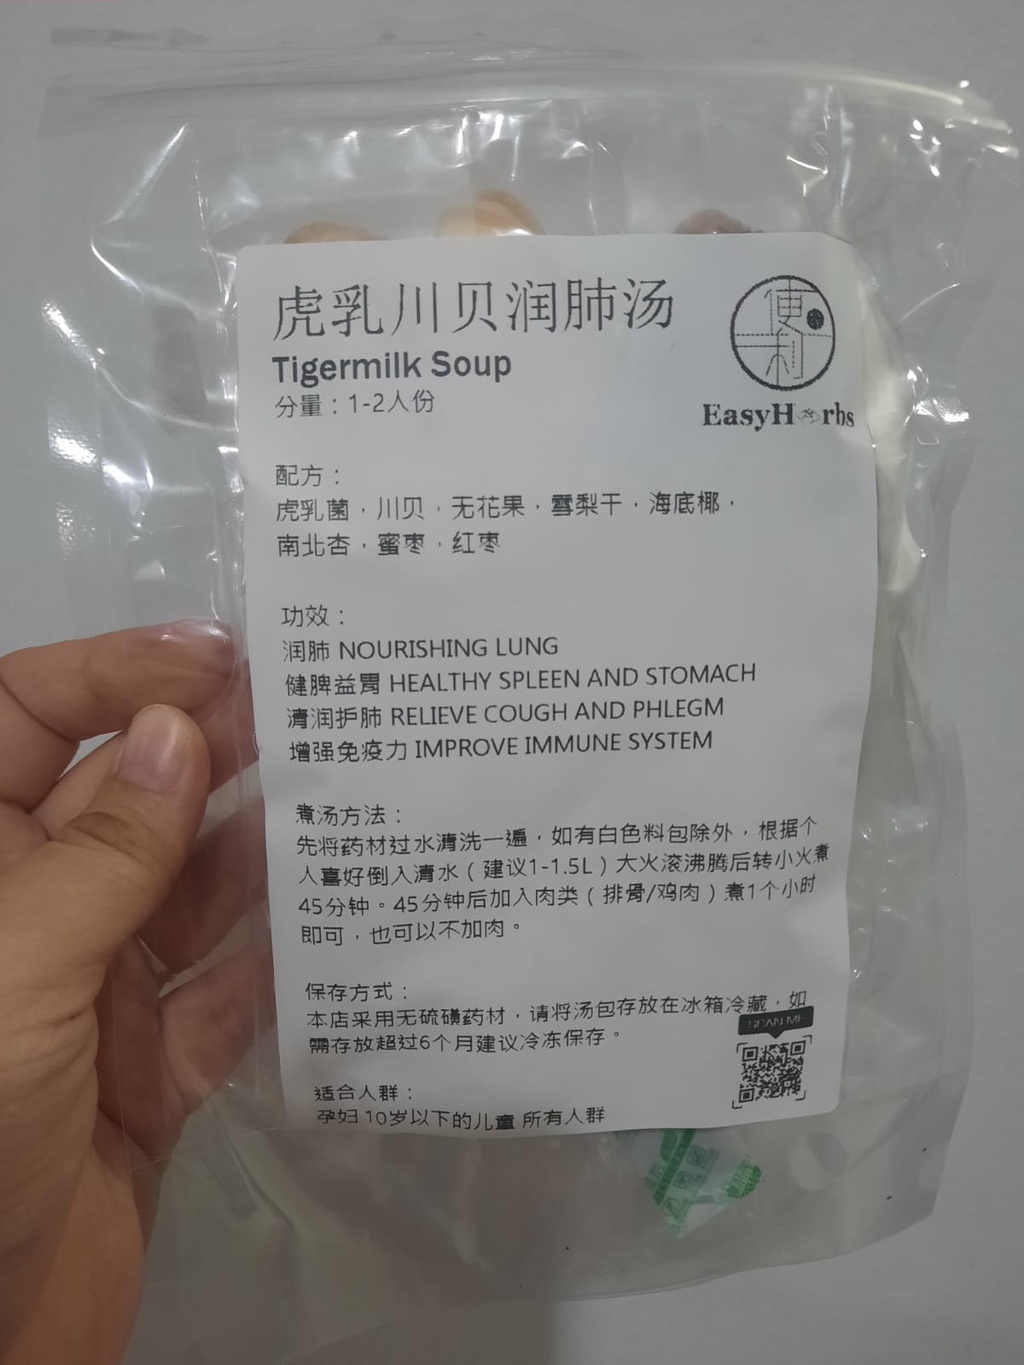 虎乳川贝润肺汤
Tigermilk Soup
分量：1-2人份
便利
EasyHerbs
配方：
虎乳菌，川贝，无花果，雪梨干，海底椰，
南北杏，蜜枣，红枣
功效：
润肺 NOURISHING LUNG
健脾益胃 HEALTHY SPLEEN AND STOMACH
清润护肺 RELIEVE COUGH AND PHLEGM
增强免疫力 IMPROVE IMMUNE SYSTEM
煮汤方法：
先将药材过水清洗一遍，如有白色料包除外，根据个
人喜好倒入清水（建议1-1.5L）大火滚沸腾后转小火煮
45分钟。45分钟后加入肉类（排骨/鸡肉）煮1个小时
即可，也可以不加肉。
保存方式：
本店采用无硫磺药材，请将汤包存放在冰箱冷藏，如
需存放超过6个月建议冷冻保存。
SCAN ME
适合人群：
孕妇 10岁以下的儿童 所有人群